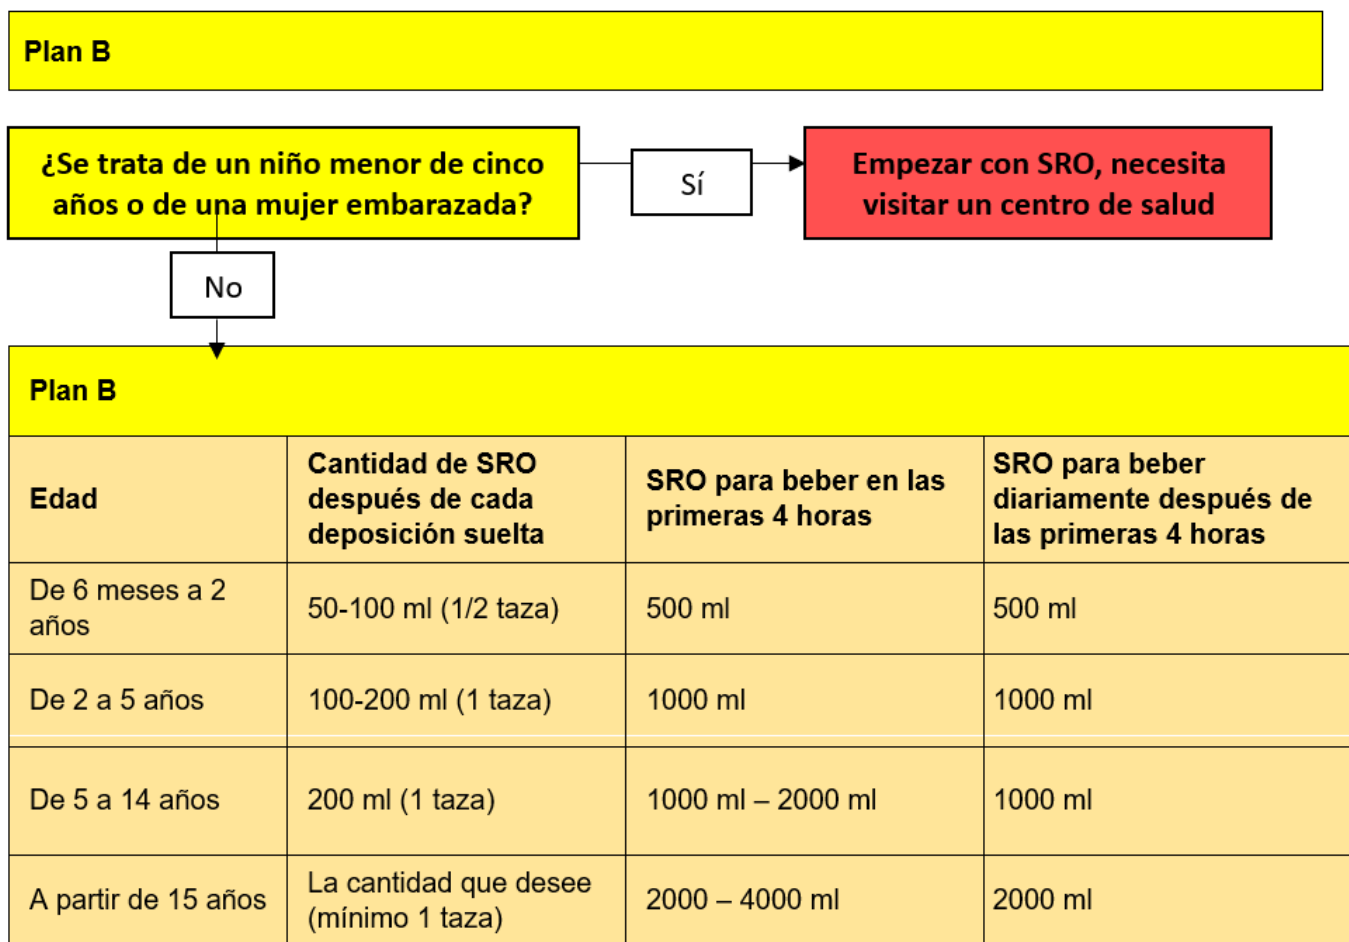 Plan B
¿Se trata de un niño menor de cinco
años o de una mujer embarazada?
Sí
Empezar con SRO, necesita
visitar un centro de salud
No
Plan B
Edad
Cantidad de SRO
después de cada
deposición suelta
SRO para beber en las
primeras 4 horas
SRO para beber
diariamente después de
las primeras 4 horas
De 6 meses a 2
años
50-100 ml (1/2 taza)
500 ml
500 ml
De 2 a 5 años
100-200 ml (1 taza)
1000 ml
1000 ml
De 5 a 14 años
200 ml (1 taza)
1000 ml – 2000 ml
1000 ml
A partir de 15 años
La cantidad que desee
(mínimo 1 taza)
2000 – 4000 ml
2000 ml